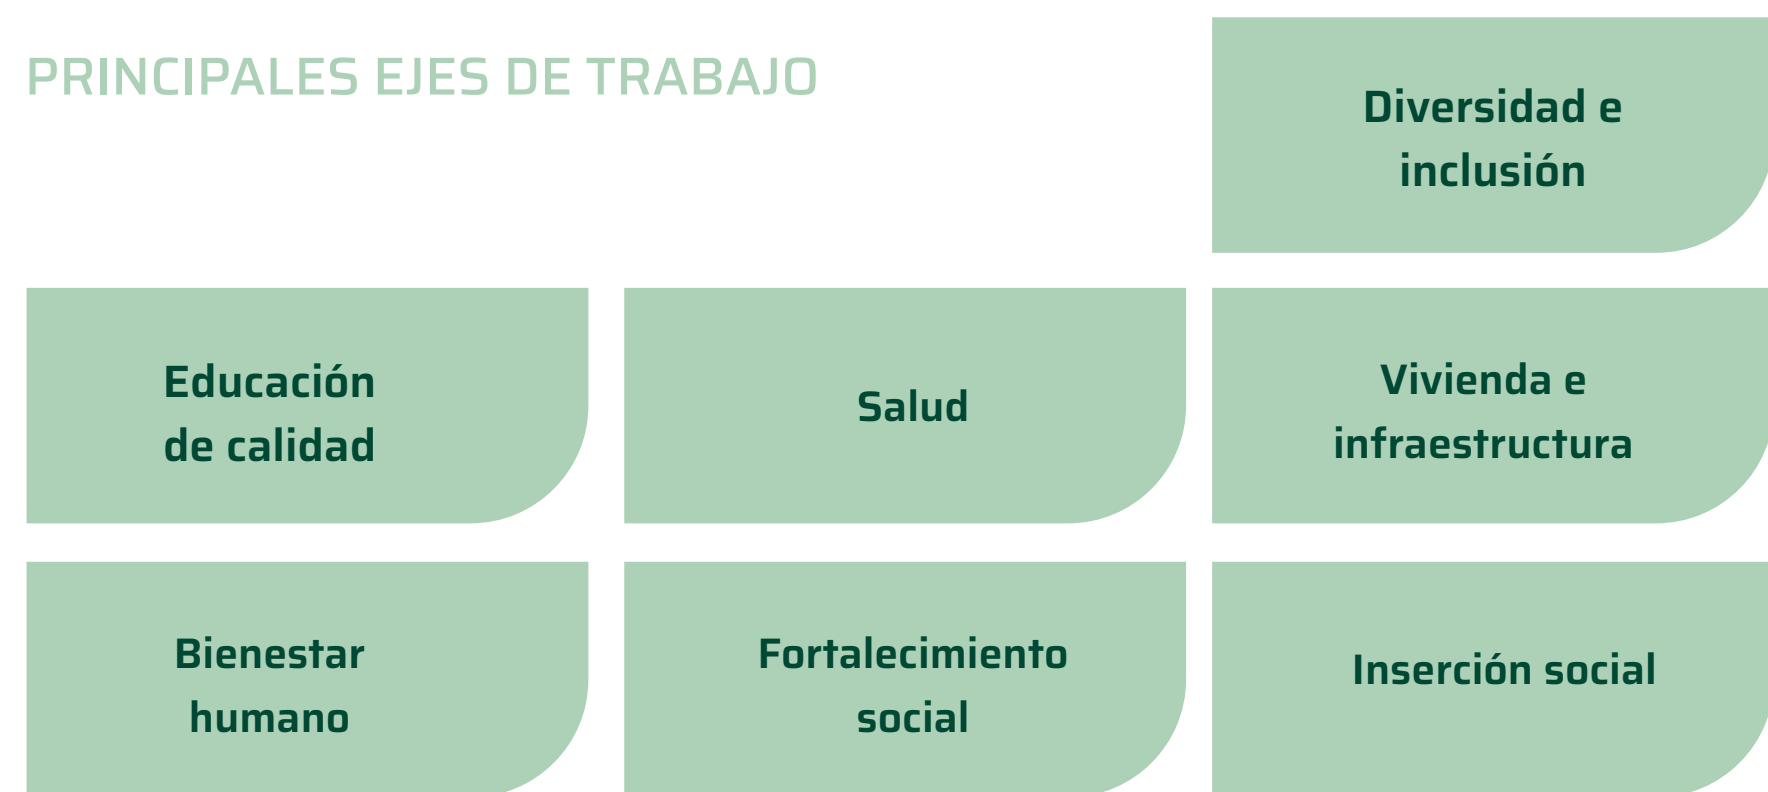 PRINCIPALES EJES DE TRABAJO
Diversidad e
inclusión
Educación
de calidad
Salud
Vivienda e
infraestructura
Bienestar
humano
Fortalecimiento
social
Inserción social